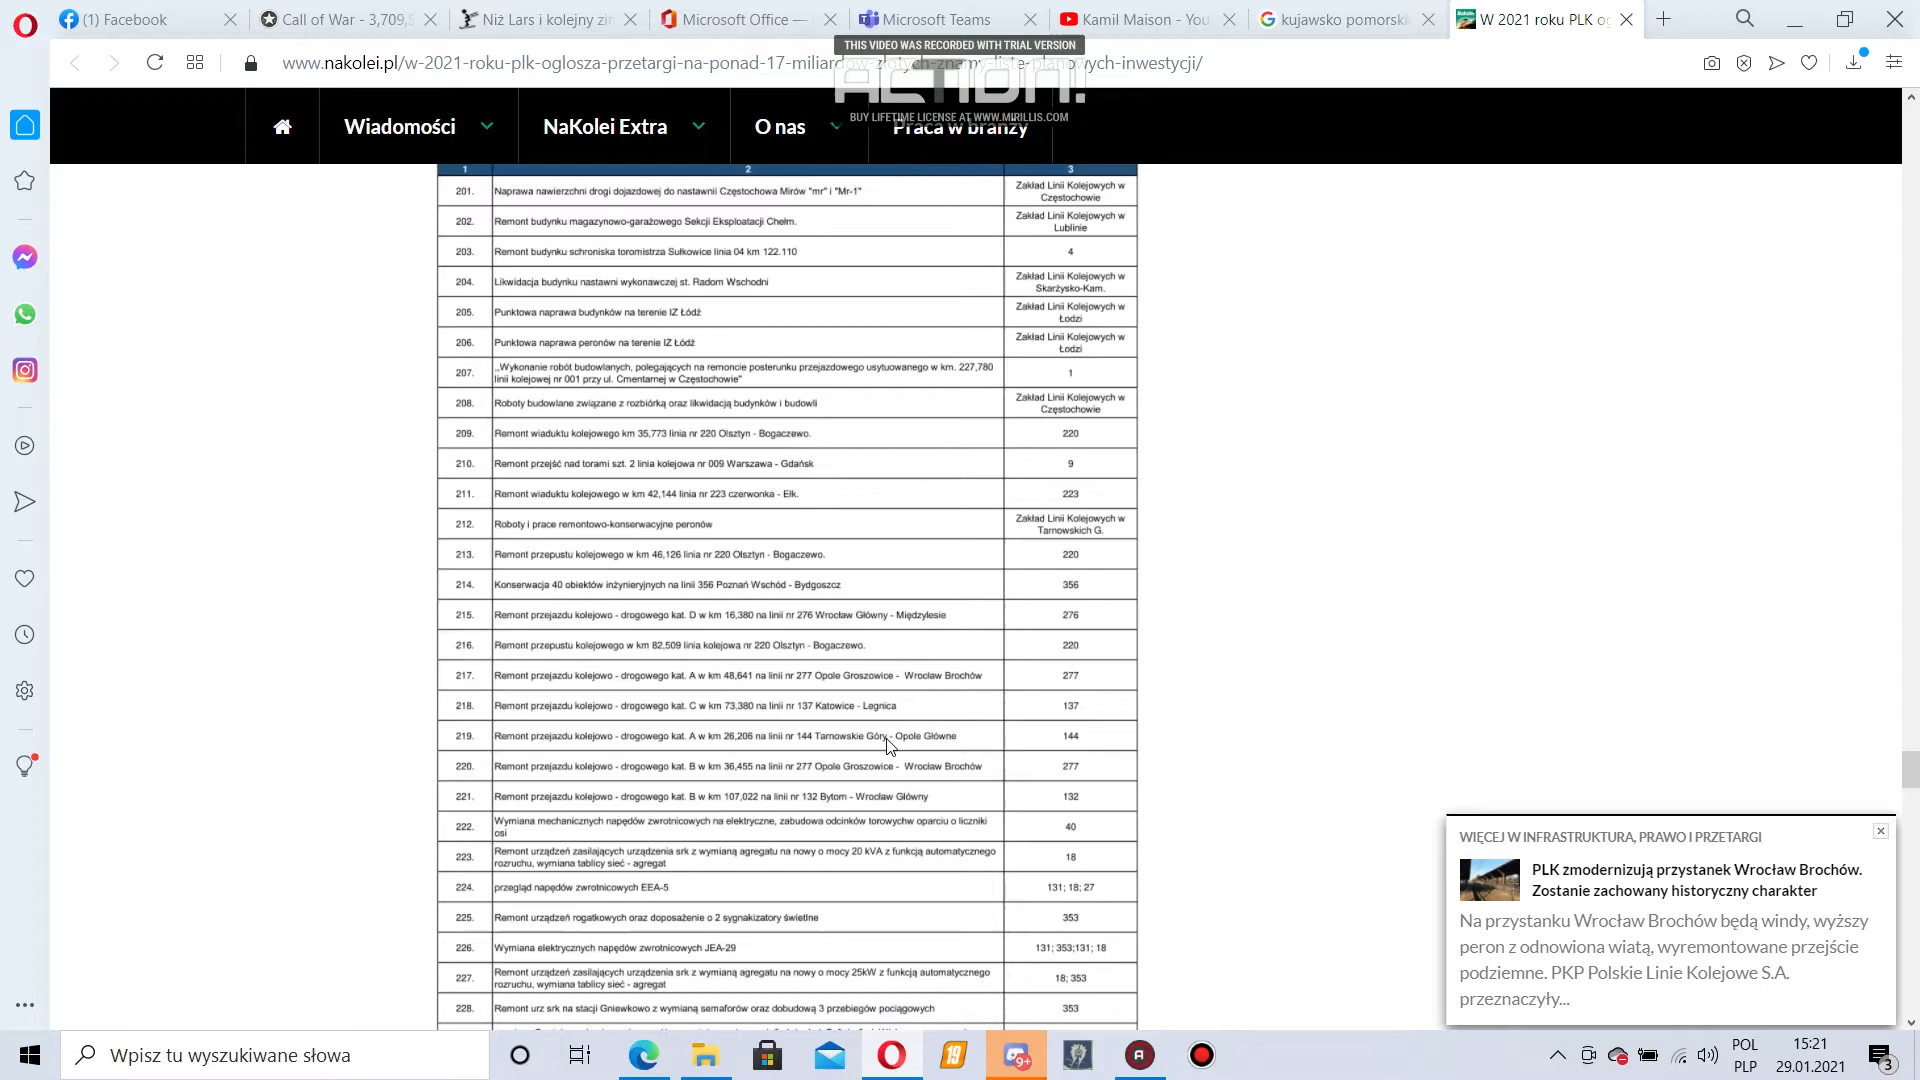 (1) Facebook
Call of War - 3,709,5
Niż Lars i kolejny zir
Microsoft Office —
Microsoft Teams
Kamil Maison - You
kujawsko pomorski
W 2021 roku PLK og
THIS VIDEO WAS RECORDED WITH TRIAL VERSION
ACTION!
BUY LIFETIME LICENSE AT WWW.MIRILLIS.COM
www.nakolei.pl/w-2021-roku-plk-oglosza-przetargi-na-ponad-17-miliardow-zlotych-znamy-liste-planowych-inwestycji/
Wiadomości
NaKolei Extra
O nas
Praca w branży
1 2 3
201. Naprawa nawierzchni drogi dojazdowej do nastawni Częstochowa Mirów "mr" i "Mr-1" Zakład Linii Kolejowych w
Częstochowie
202. Remont budynku magazynowo-garażowego Sekcji Eksploatacji Chełm. Zakład Linii Kolejowych w
Lublinie
203. Remont budynku schroniska toromistrza Sułkowice linia 04 km 122.110 4
204. Likwidacja budynku nastawni wykonawczej st. Radom Wschodni Zakład Linii Kolejowych w
Skarżysko-Kam.
205. Punktowa naprawa budynków na terenie IZ Łódź Zakład Linii Kolejowych w
Łodzi
206. Punktowa naprawa peronów na terenie IZ Łódź Zakład Linii Kolejowych w
Łodzi
207. ,,Wykonanie robót budowlanych, polegających na remoncie posterunku przejazdowego usytuowanego w km. 227,780
linii kolejowej nr 001 przy ul. Cmentarnej w Częstochowie" 1
208. Roboty budowlane związane z rozbiórką oraz likwidacją budynków i budowli Zakład Linii Kolejowych w
Częstochowie
209. Remont wiaduktu kolejowego km 35,773 linia nr 220 Olsztyn - Bogaczewo. 220
210. Remont przejść nad torami szt. 2 linia kolejowa nr 009 Warszawa - Gdańsk 9
211. Remont wiaduktu kolejowego w km 42,144 linia nr 223 czerwonka - Ełk. 223
212. Roboty i prace remontowo-konserwacyjne peronów Zakład Linii Kolejowych w
Tarnowskich G.
213. Remont przepustu kolejowego w km 46,126 linia nr 220 Olsztyn - Bogaczewo. 220
214. Konserwacja 40 obiektów inżynieryjnych na linii 356 Poznań Wschód - Bydgoszcz 356
215. Remont przejazdu kolejowo - drogowego kat. D w km 16,380 na linii nr 276 Wrocław Główny - Międzylesie 276
216. Remont przepustu kolejowego w km 82,509 linia kolejowa nr 220 Olsztyn - Bogaczewo. 220
217. Remont przejazdu kolejowo - drogowego kat. A w km 48,641 na linii nr 277 Opole Groszowice - Wrocław Brochów 277
218. Remont przejazdu kolejowo - drogowego kat. C w km 73,380 na linii nr 137 Katowice - Legnica 137
219. Remont przejazdu kolejowo - drogowego kat. A w km 26,206 na linii nr 144 Tarnowskie Góry - Opole Główne 144
220. Remont przejazdu kolejowo - drogowego kat. B w km 36,455 na linii nr 277 Opole Groszowice - Wrocław Brochów 277
221. Remont przejazdu kolejowo - drogowego kat. B w km 107,022 na linii nr 132 Bytom - Wrocław Główny 132
222. Wymiana mechanicznych napędów zwrotnicowych na elektryczne, zabudowa odcinków torowychw oparciu o liczniki
osi 40
223. Remont urządzeń zasilających urządzenia srk z wymianą agregatu na nowy o mocy 20 kVA z funkcją automatycznego
rozruchu, wymiana tablicy sieć - agregat 18
224. przegląd napędów zwrotnicowych EEA-5 131; 18; 27
225. Remont urządzeń rogatkowych oraz doposażenie o 2 sygnakizatory świetlne 353
226. Wymiana elektrycznych napędów zwrotnicowych JEA-29 131; 353;131; 18
227. Remont urządzeń zasilających urządzenia srk z wymianą agregatu na nowy o mocy 25kW z funkcją automatycznego
rozruchu, wymiana tablicy sieć - agregat 18; 353
228. Remont urz srk na stacji Gniewkowo z wymianą semaforów oraz dobudową 3 przebiegów pociągowych 353
WIĘCEJ W INFRASTRUKTURA, PRAWO I PRZETARGI
PLK zmodernizują przystanek Wrocław Brochów.
Zostanie zachowany historyczny charakter
Na przystanku Wrocław Brochów będą windy, wyższy
peron z odnowiona wiatą, wyremontowane przejście
podziemne. PKP Polskie Linie Kolejowe S.A.
przeznaczyły...
Wpisz tu wyszukiwane słowa
19
9+
A
POL
PLP
15:21
29.01.2021
3